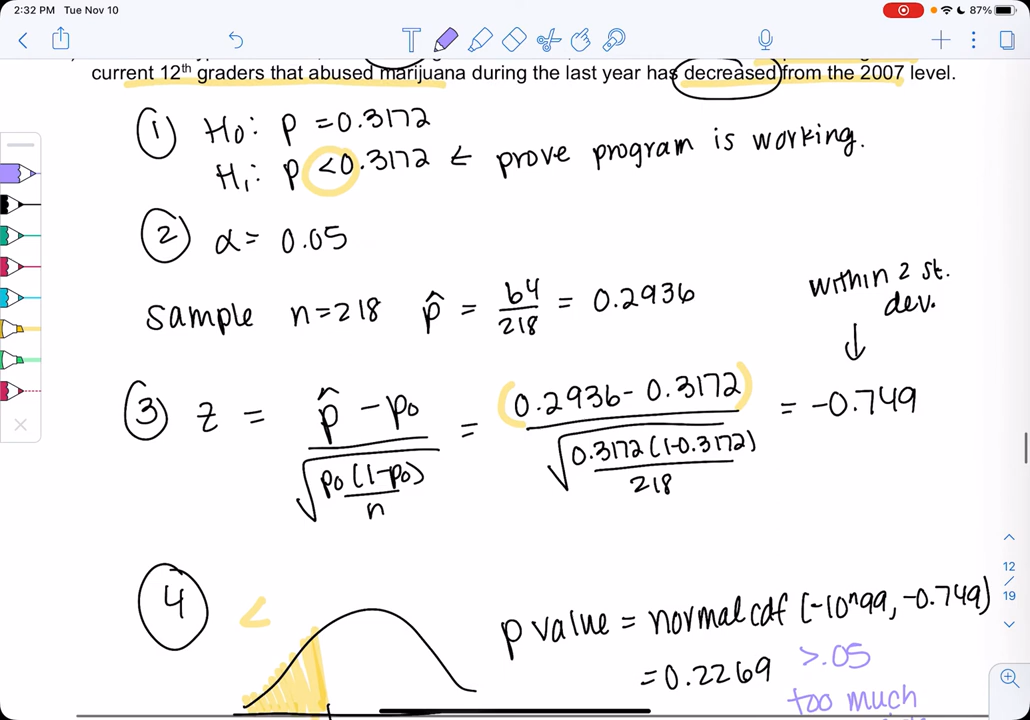 2:32 PM Tue Nov 10
87%
current 12th graders that abused marijuana during the last year has decreased from the 2007 level.
1 H0: p = 0.3172
H1: p < 0.3172 ← prove program is working.
2 α = 0.05
within 2 st. dev.
sample n=218 p̂ = 64/218 = 0.2936
3 z = p̂ - p0 / √(p0(1-p0)/n) = (0.2936 - 0.3172) / √(0.3172(1-0.3172)/218) = -0.749
4 <
p value = normalcdf(-10^99, -0.749)
= 0.2269 >.05
too much
12
/
19